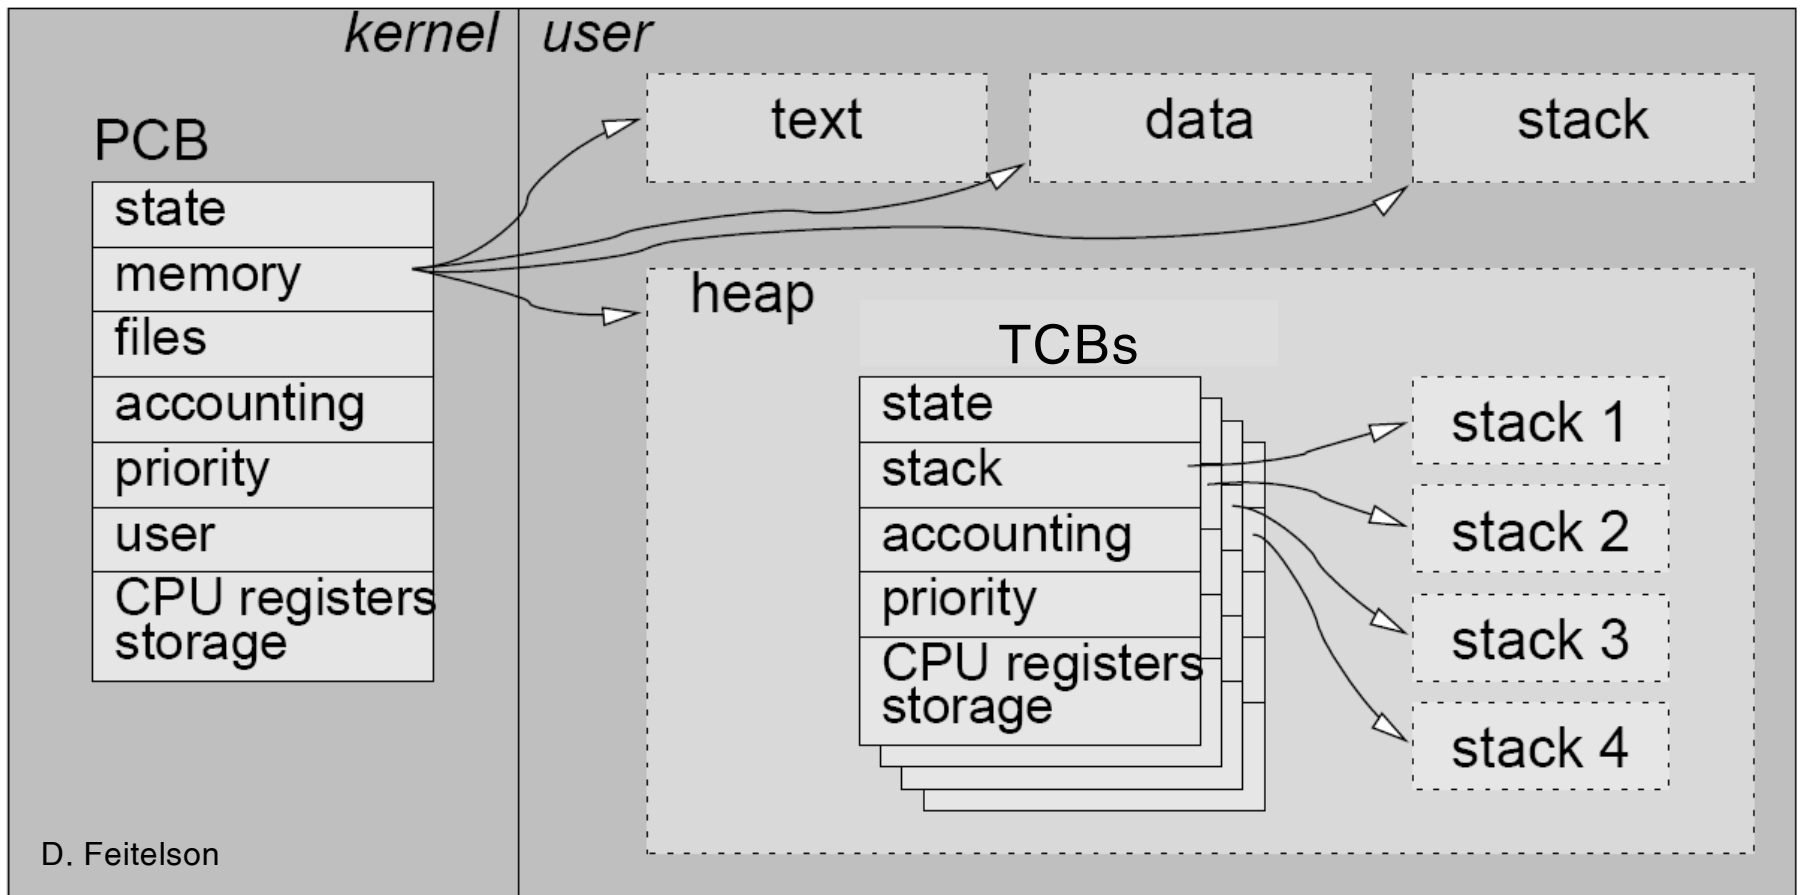 kernel
user
PCB
state
memory
files
accounting
priority
user
CPU registers
storage
text
data
stack
heap
TCBs
state
stack
accounting
priority
CPU registers
storage
stack 1
stack 2
stack 3
stack 4
D. Feitelson